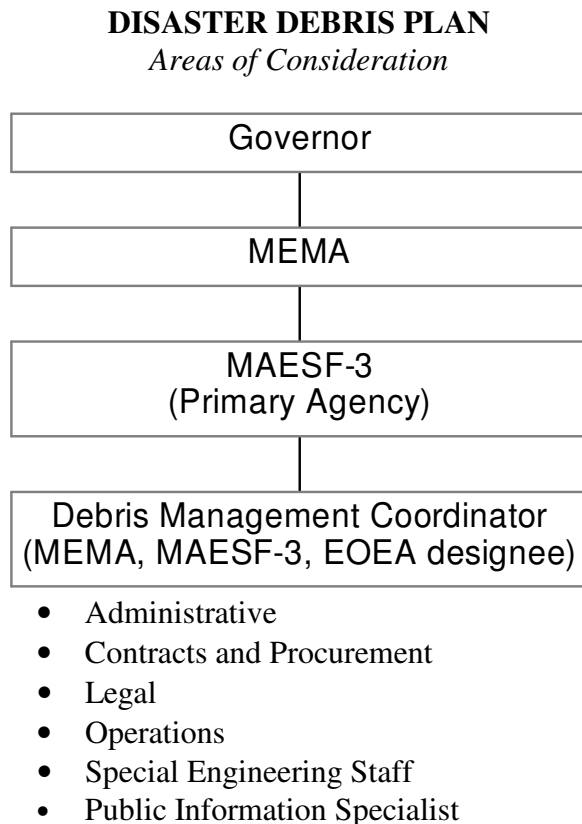 DISASTER DEBRIS PLAN
Areas of Consideration
Governor
MEMA
MAESF-3
(Primary Agency)
Debris Management Coordinator
(MEMA, MAESF-3, EOEA designee)
• Administrative
• Contracts and Procurement
• Legal
• Operations
• Special Engineering Staff
• Public Information Specialist